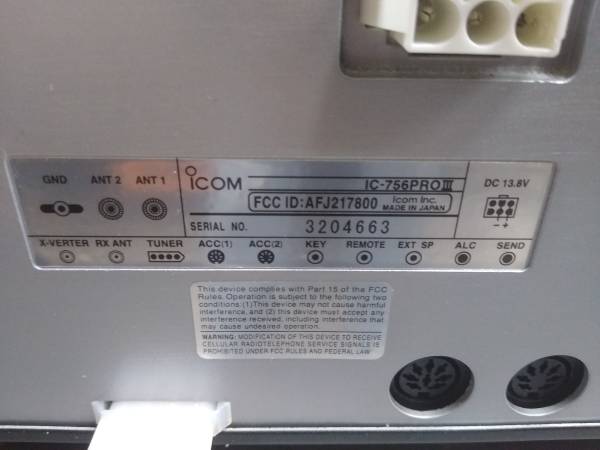 GND ANT 2 ANT 1
ICOM
IC-756PROIII
DC 13.8V
FCC ID:AFJ217800
Icom Inc.
MADE IN JAPAN
SERIAL NO. 3204663
- +
X-VERTER RX ANT TUNER ACC(1) ACC(2) KEY REMOTE EXT SP ALC SEND
This device complies with Part 15 of the FCC
Rules. Operation is subject to the following two
conditions: (1)This device may not cause harmful
interference, and (2) this device must accept any
interference received, including interference that
may cause undesired operation.
WARNING: MODIFICATION OF THIS DEVICE TO RECEIVE
CELLULAR RADIOTELEPHONE SERVICE SIGNALS IS
PROHIBITED UNDER FCC RULES AND FEDERAL LAW